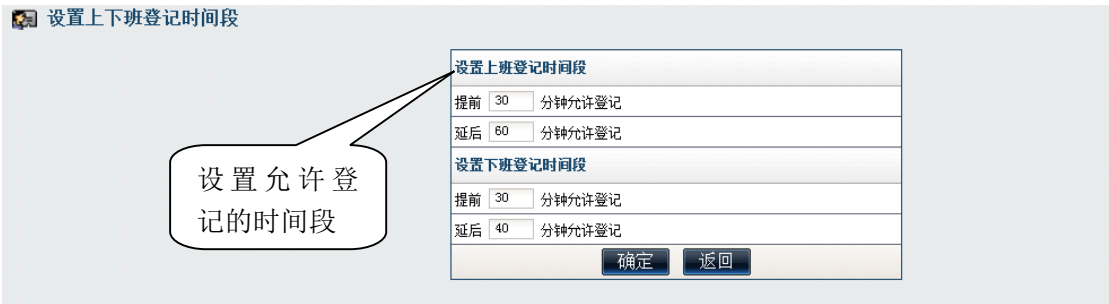 设置上下班登记时间段
设置上班登记时间段
提前 30 分钟允许登记
延后 60 分钟允许登记
设置下班登记时间段
提前 30 分钟允许登记
延后 40 分钟允许登记
确定 返回
设置允许登
记的时间段